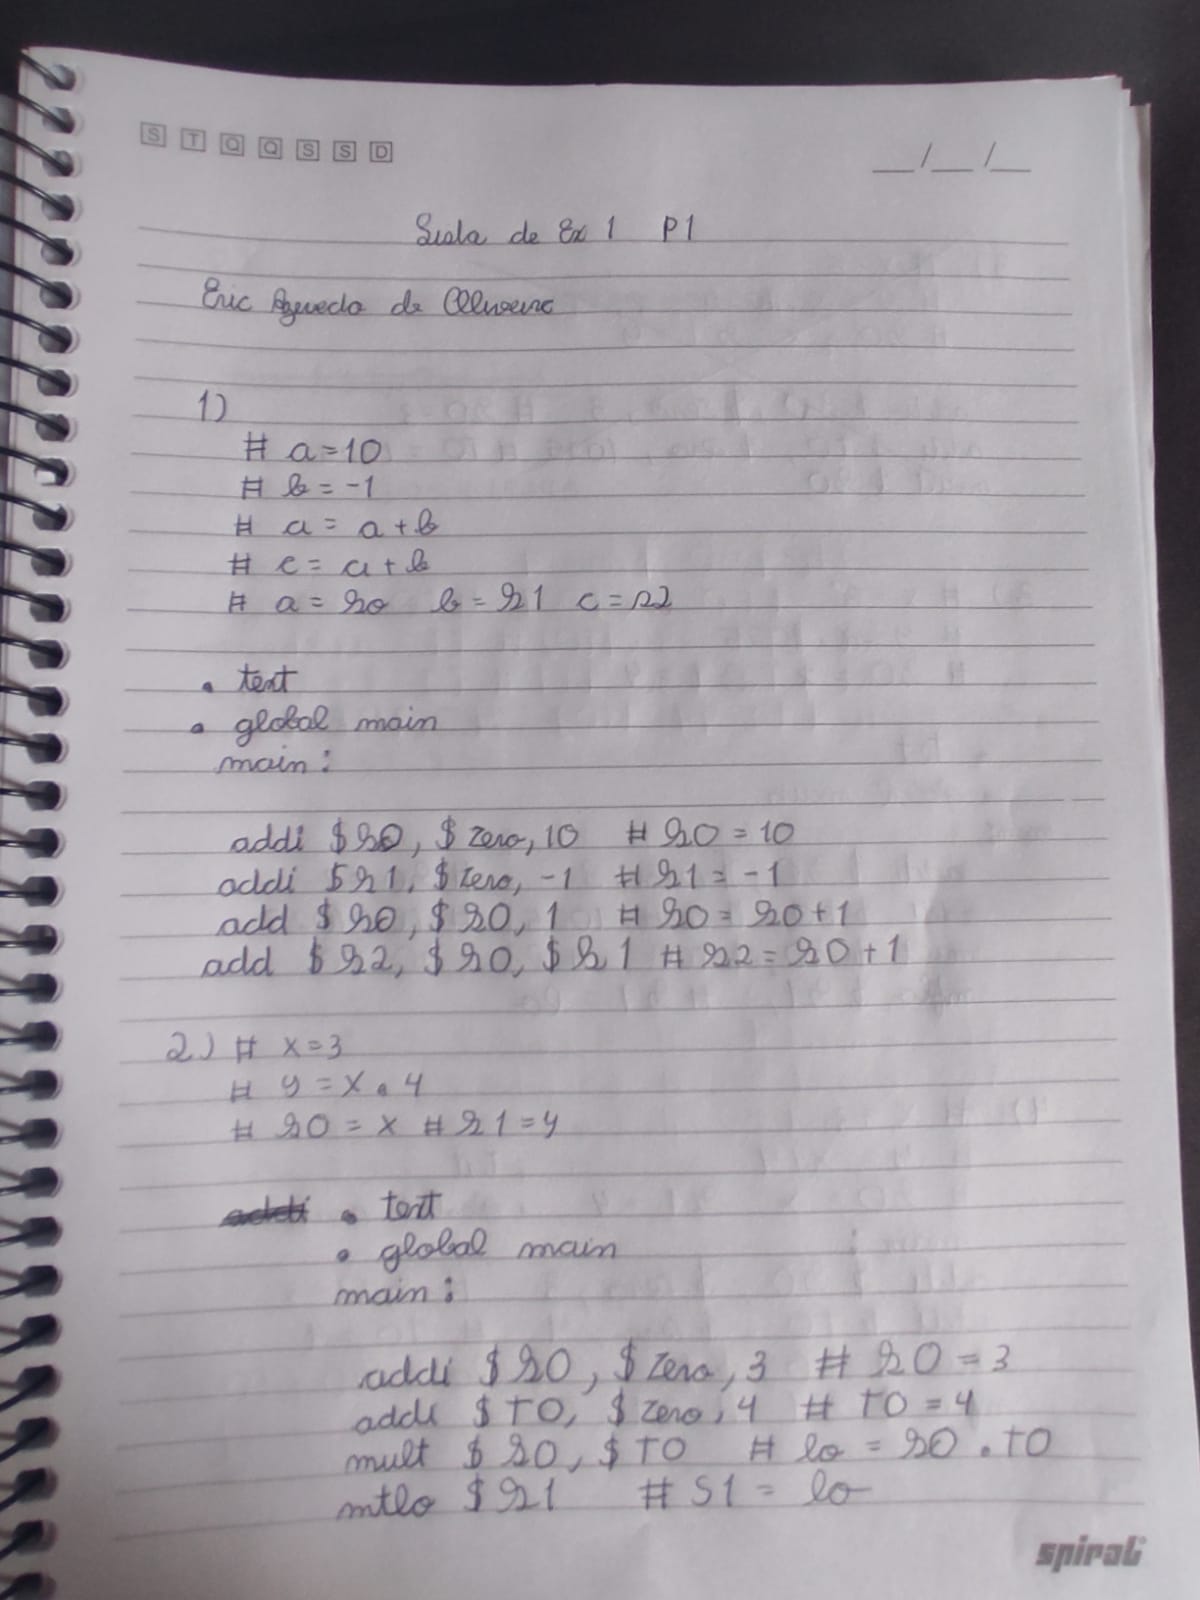 S T Q Q S S D
__/__/__
de Ex 1 P1
Eric Azevedo de Oliveira
1)
# a=10
# b = -1
# a = a + b
# c = a + b
# a = s0 b = s1 c = s2
. text
. global main
main:
addi $s0, $zero, 10 # s0 = 10
addi $s1, $zero, -1 # s1 = -1
add $s0, $s0, 1 # s0 = s0+1
add $s2, $s0, $s1 # s2 = s0+1
2.) # x=3
# y = x . 4
# s0 = x # s1 = y
. text
. global main
main:
addi $s0, $zero, 3 # s0 = 3
addi $T0, $zero, 4 # T0 = 4
mult $s0, $T0 # lo = s0 . T0
mtlo $s1 # S1 = lo
spiral